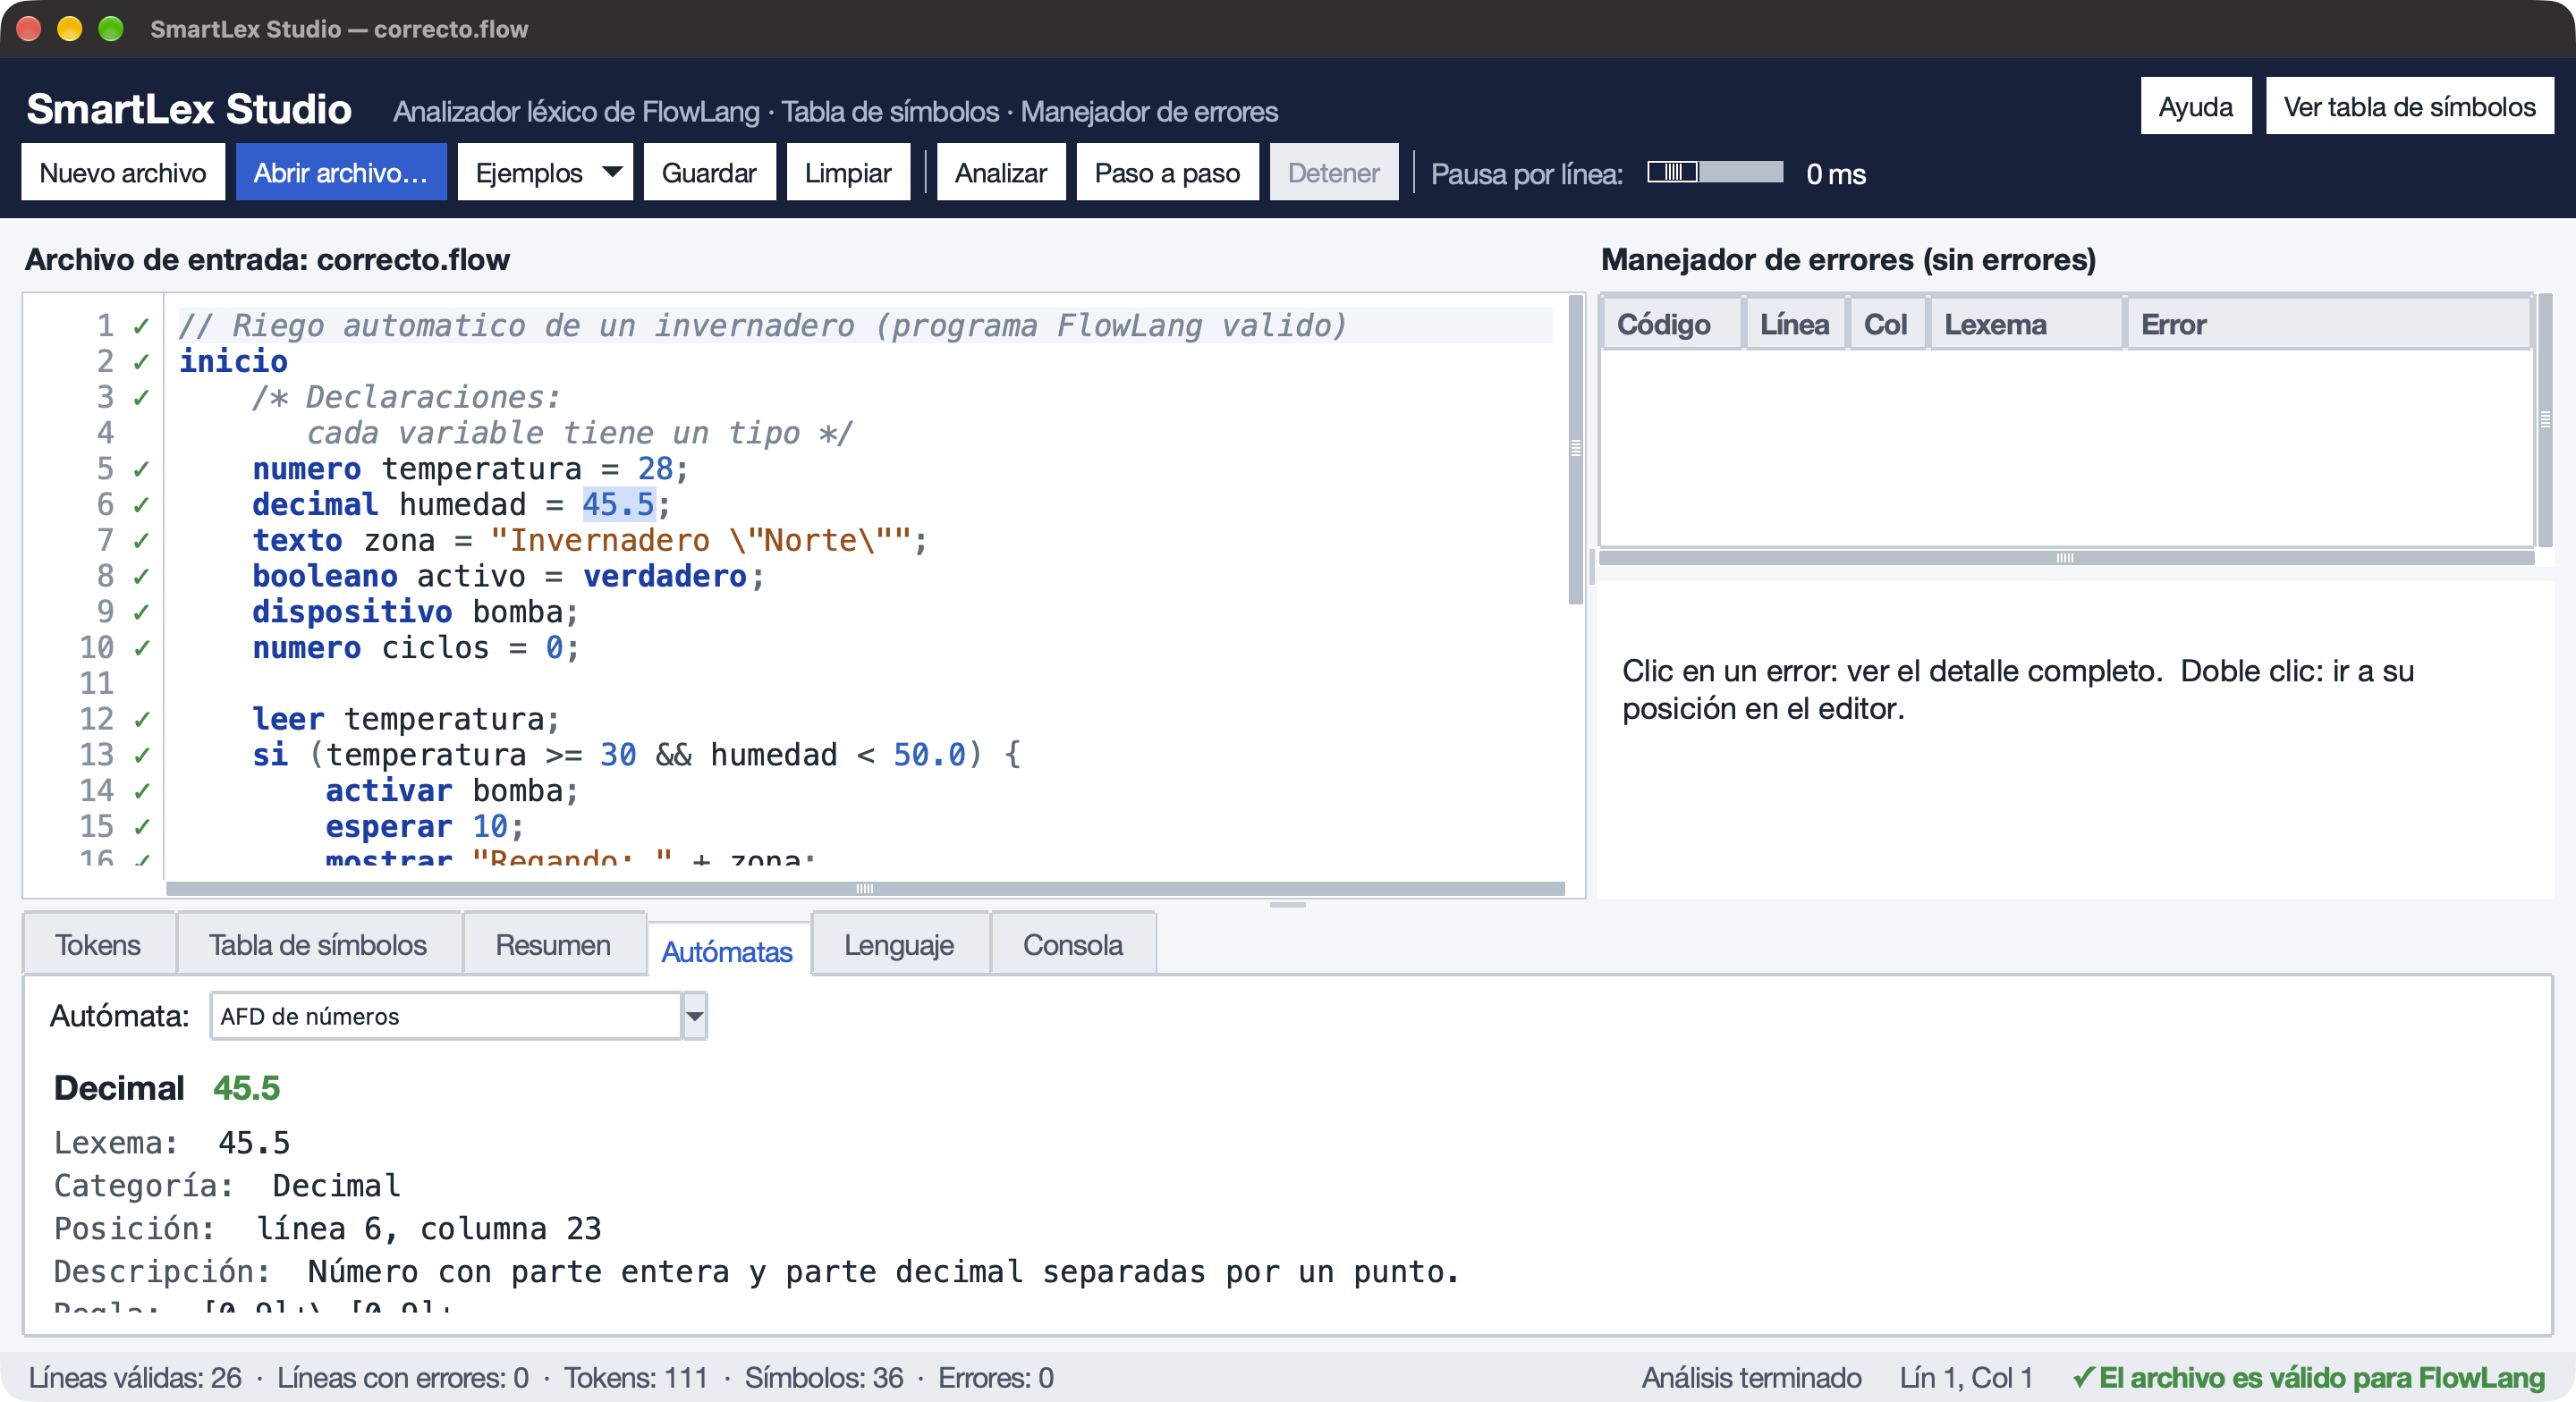 SmartLex Studio — correcto.flow
SmartLex Studio Analizador léxico de FlowLang · Tabla de símbolos · Manejador de errores Ayuda Ver tabla de símbolos
Nuevo archivo Abrir archivo... Ejemplos Guardar Limpiar Analizar Paso a paso Detener Pausa por línea: 0 ms
Archivo de entrada: correcto.flow
1 ✓ // Riego automatico de un invernadero (programa FlowLang valido)
2 ✓ inicio
3 ✓ /* Declaraciones:
4 cada variable tiene un tipo */
5 ✓ numero temperatura = 28;
6 ✓ decimal humedad = 45.5;
7 ✓ texto zona = "Invernadero \"Norte\"";
8 ✓ booleano activo = verdadero;
9 ✓ dispositivo bomba;
10 ✓ numero ciclos = 0;
11
12 ✓ leer temperatura;
13 ✓ si (temperatura >= 30 && humedad < 50.0) {
14 ✓ activar bomba;
15 ✓ esperar 10;
16 ✓ mostrar "Regando: " + zona;
Manejador de errores (sin errores)
Código Línea Col Lexema Error
Clic en un error: ver el detalle completo. Doble clic: ir a su
posición en el editor.
Tokens Tabla de símbolos Resumen Autómatas Lenguaje Consola
Autómata: AFD de números
Decimal 45.5
Lexema: 45.5
Categoría: Decimal
Posición: línea 6, columna 23
Descripción: Número con parte entera y parte decimal separadas por un punto.
Regla: [0-9]+\.[0-9]+
Líneas válidas: 26 · Líneas con errores: 0 · Tokens: 111 · Símbolos: 36 · Errores: 0 Análisis terminado Lín 1, Col 1 ✓ El archivo es válido para FlowLang